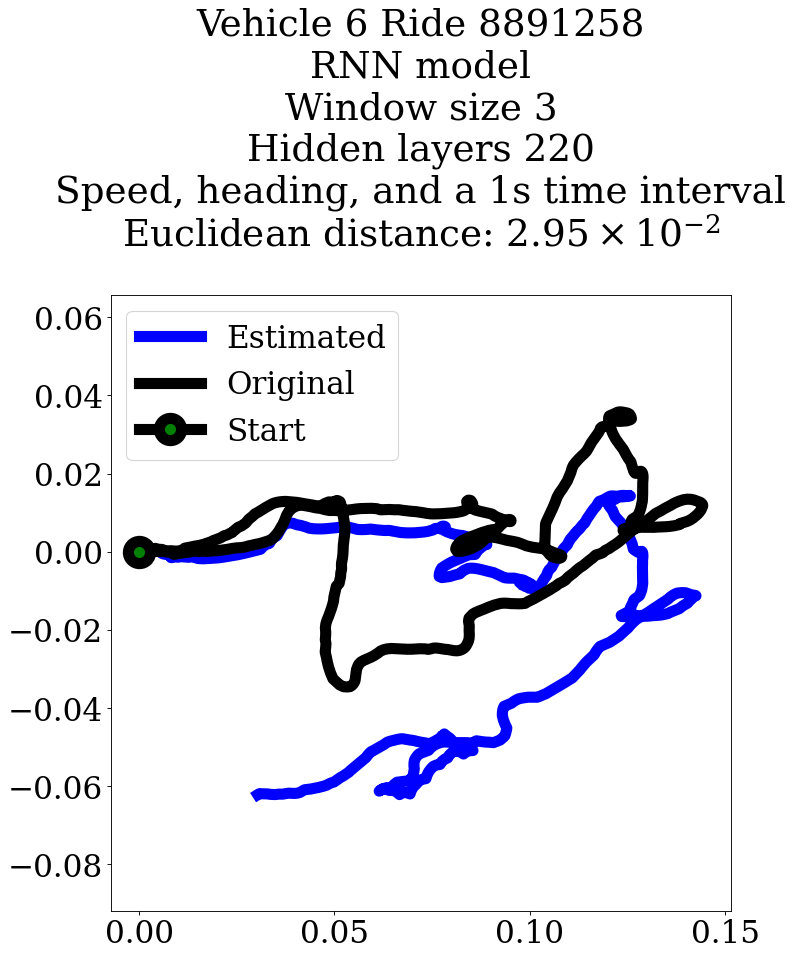 Vehicle 6 Ride 8891258
RNN model
Window size 3
Hidden layers 220
Speed, heading, and a 1s time interval
Euclidean distance: 2.95 × 10⁻²
Estimated
Original
Start
0.06
0.04
0.02
0.00
−0.02
−0.04
−0.06
−0.08
0.00 0.05 0.10 0.15